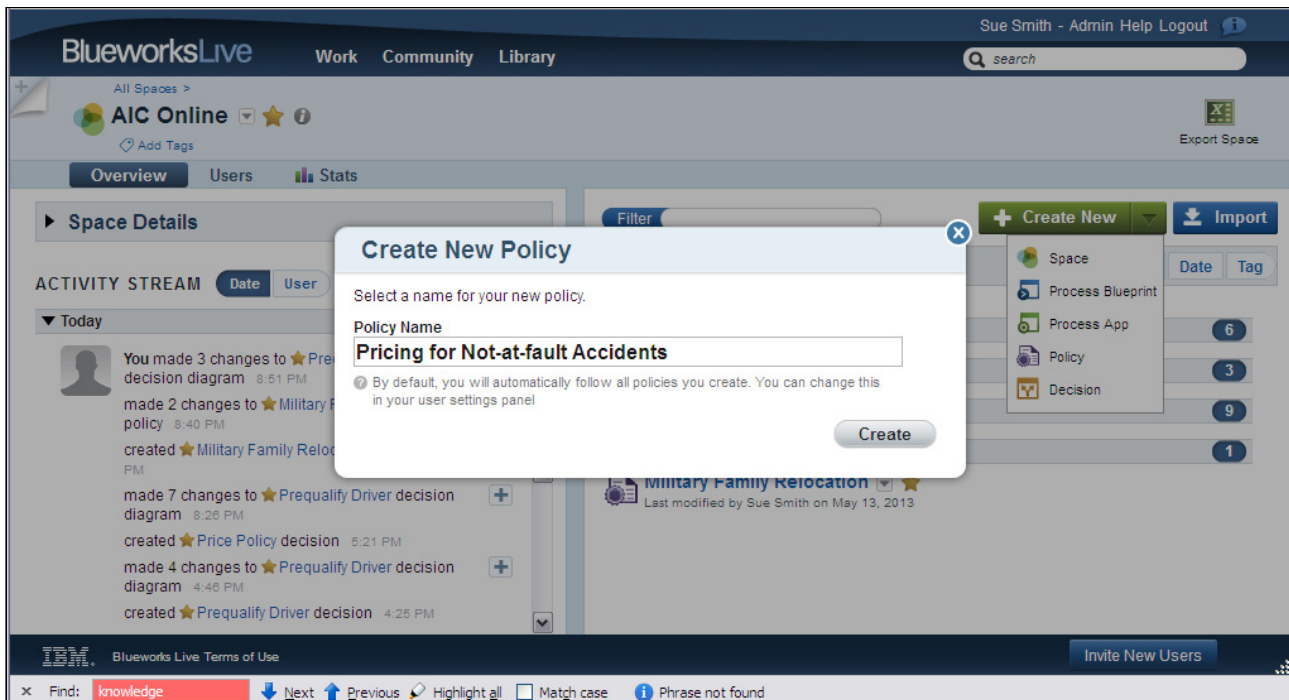 Sue Smith - Admin Help Logout
BlueworksLive Work Community Library
search
All Spaces >
AIC Online
Add Tags
Export Space
Overview Users Stats
Space Details
Filter
Create New
Import
Space
Process Blueprint
Process App
Policy
Decision
Date Tag
6
3
9
1
ACTIVITY STREAM Date User
Today
You made 3 changes to
decision diagram 8:51 PM
made 2 changes to Military
policy 8:40 PM
created Military Family
PM
made 7 changes to Prequalify Driver decision
diagram 8:26 PM
created Price Policy decision 5:21 PM
made 4 changes to Prequalify Driver decision
diagram 4:46 PM
created Prequalify Driver decision 4:25 PM
Create New Policy
Select a name for your new policy.
Policy Name
Pricing for Not-at-fault Accidents
By default, you will automatically follow all policies you create. You can change this
in your user settings panel
Create
Military Family Relocation
Last modified by Sue Smith on May 13, 2013
IBM. Blueworks Live Terms of Use
Invite New Users
x Find: knowledge Next Previous Highlight all Match case Phrase not found